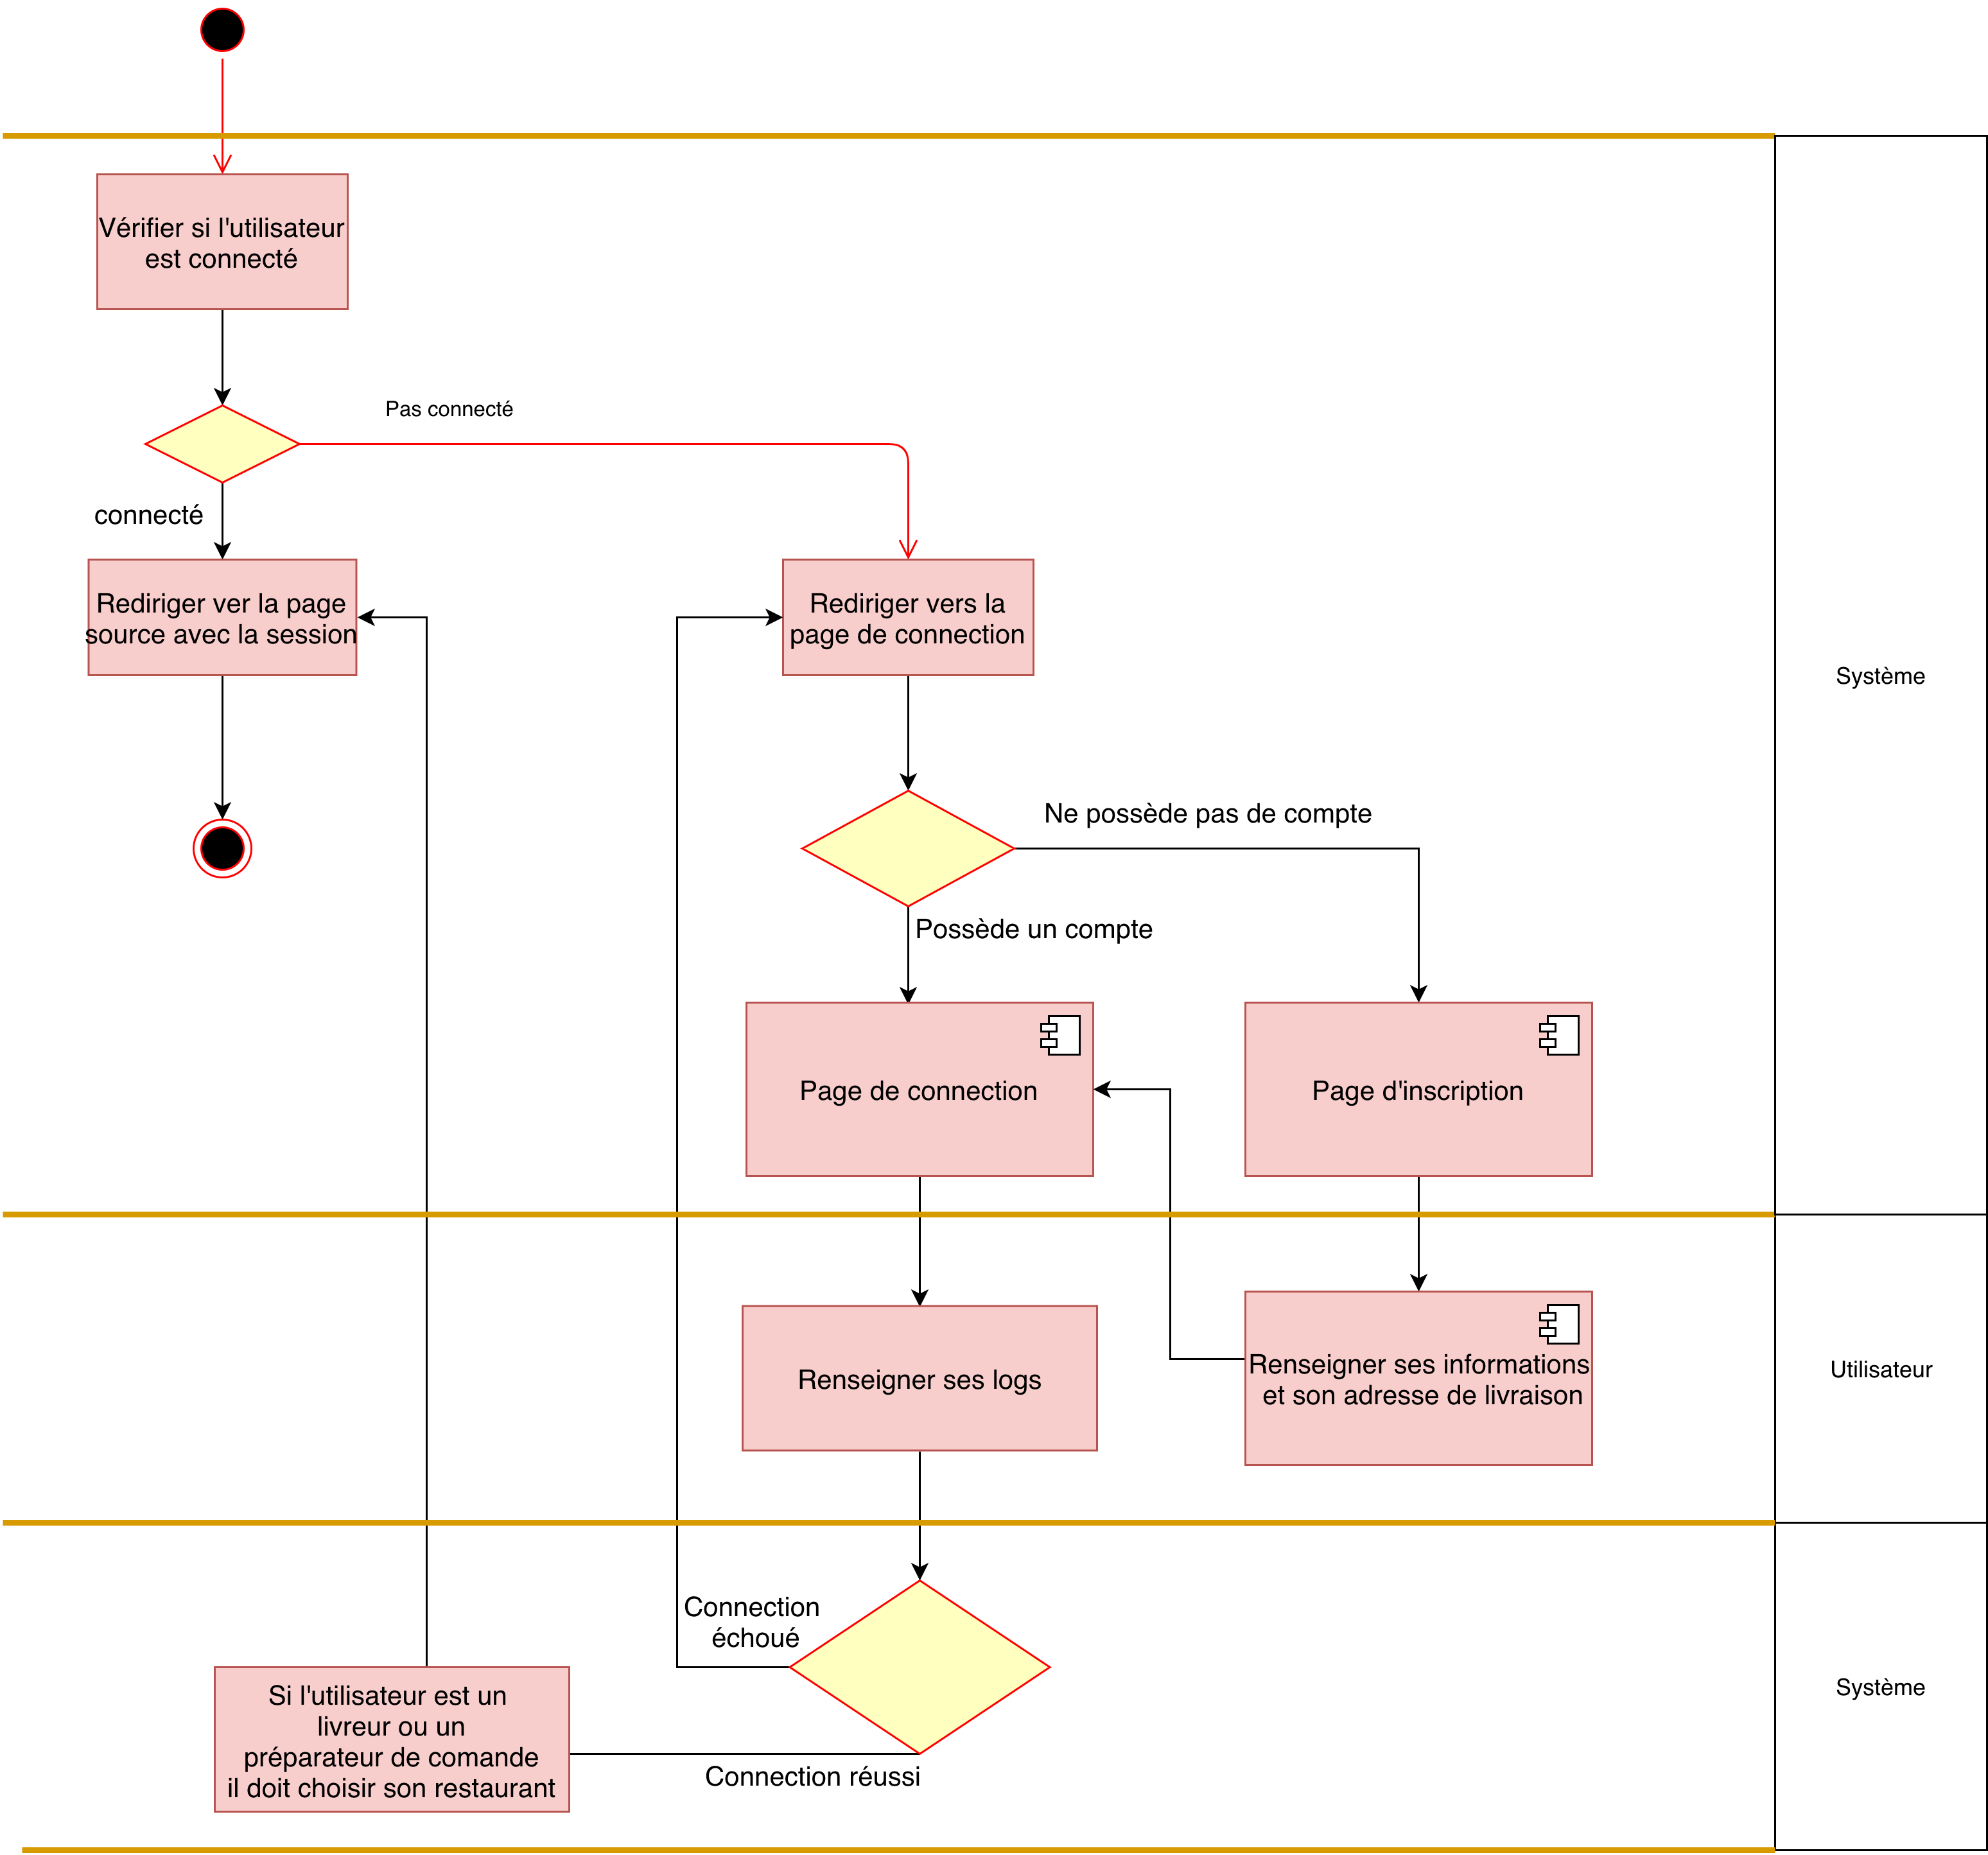 Vérifier si l'utilisateur
est connecté
Pas connecté
connecté
Rediriger ver la page
source avec la session
Rediriger vers la
page de connection
Système
Ne possède pas de compte
Possède un compte
Page de connection
Page d'inscription
Renseigner ses logs
Renseigner ses informations
et son adresse de livraison
Utilisateur
Connection
échoué
Si l'utilisateur est un
livreur ou un
préparateur de comande
il doit choisir son restaurant
Connection réussi
Système